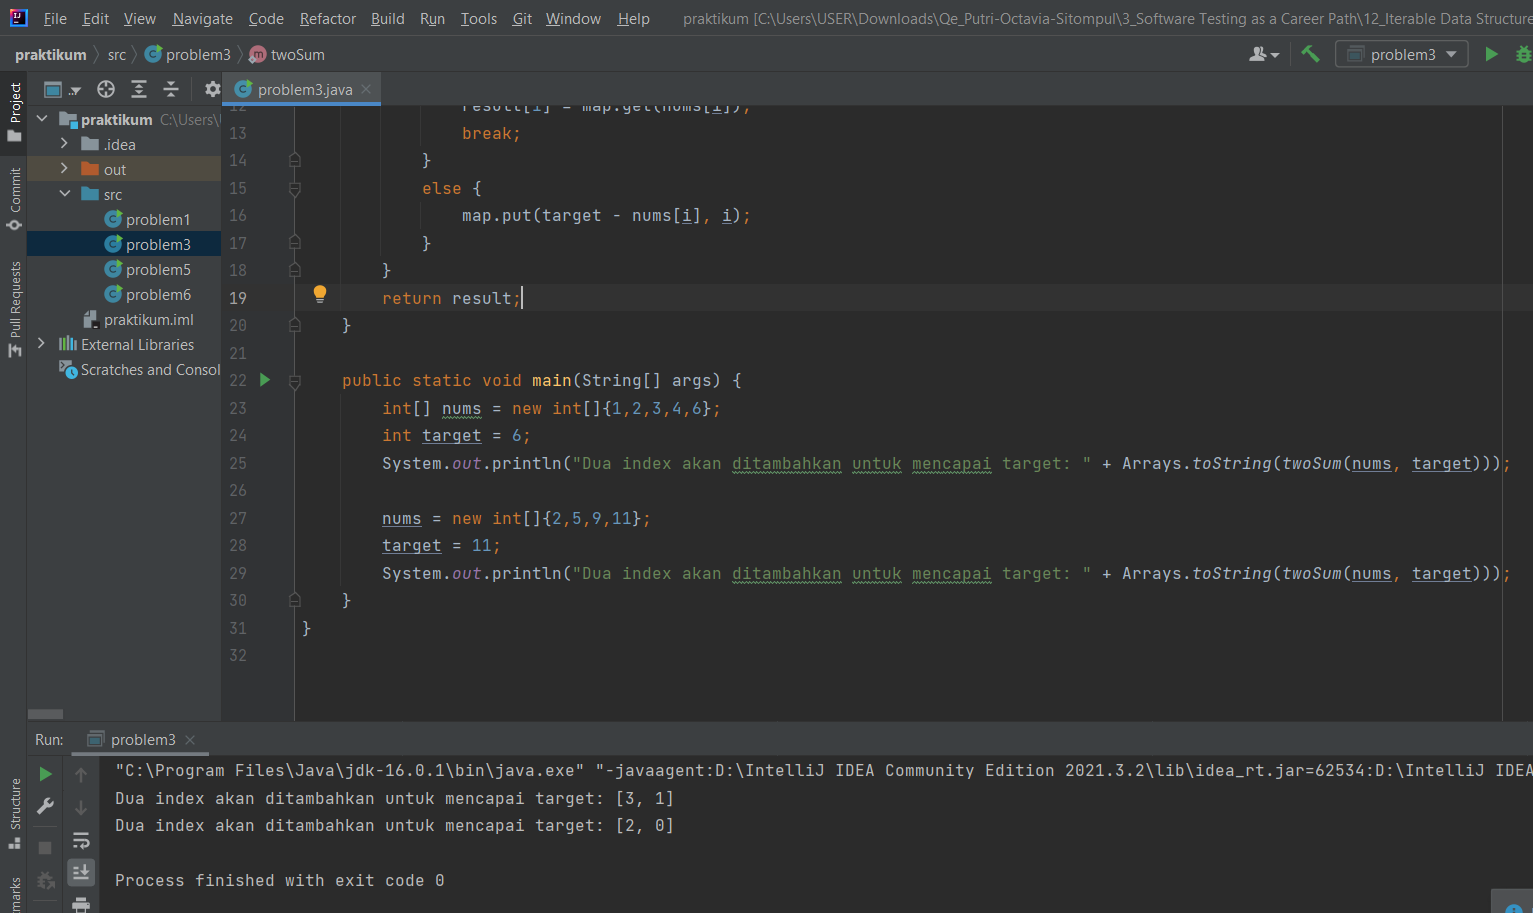 File Edit View Navigate Code Refactor Build Run Tools Git Window Help praktikum [C:\Users\USER\Downloads\Qe_Putri-Octavia-Sitompul\3_Software Testing as a Career Path\12_Iterable Data Structure
praktikum src problem3 twoSum
problem3
Project
Commit
Pull Requests
Structure
praktikum C:\Users\
.idea
out
src
problem1
problem3
problem5
problem6
praktikum.iml
External Libraries
Scratches and Consol
problem3.java
12 result[i] = map.get(nums[i]);
13 break;
14 }
15 else {
16 map.put(target - nums[i], i);
17 }
18 }
19 return result;
20 }
21
22 public static void main(String[] args) {
23 int[] nums = new int[]{1,2,3,4,6};
24 int target = 6;
25 System.out.println("Dua index akan ditambahkan untuk mencapai target: " + Arrays.toString(twoSum(nums, target)));
26
27 nums = new int[]{2,5,9,11};
28 target = 11;
29 System.out.println("Dua index akan ditambahkan untuk mencapai target: " + Arrays.toString(twoSum(nums, target)));
30 }
31 }
32
Run: problem3
"C:\Program Files\Java\jdk-16.0.1\bin\java.exe" "-javaagent:D:\IntelliJ IDEA Community Edition 2021.3.2\lib\idea_rt.jar=62534:D:\IntelliJ IDEA
Dua index akan ditambahkan untuk mencapai target: [3, 1]
Dua index akan ditambahkan untuk mencapai target: [2, 0]
Process finished with exit code 0